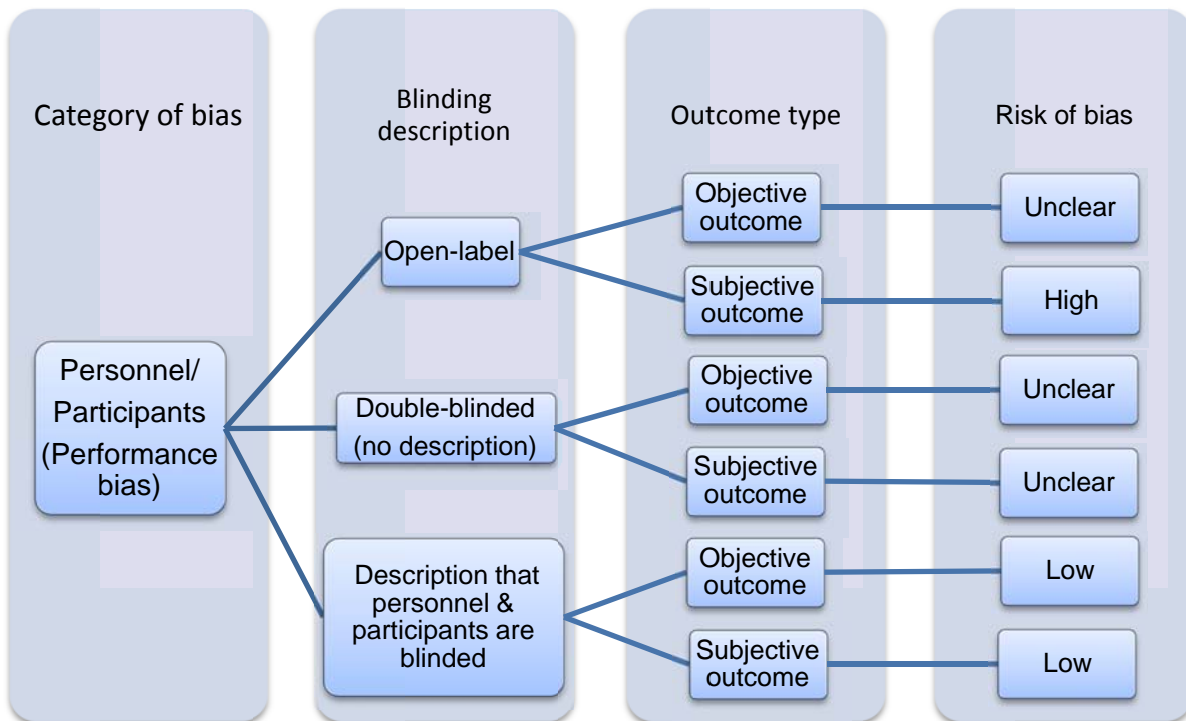 Category of bias
Blinding
description
Outcome type
Risk of bias
Personnel/
Participants
(Performance
bias)
Open-label
Objective
outcome
Unclear
Subjective
outcome
High
Double-blinded
(no description)
Objective
outcome
Unclear
Subjective
outcome
Unclear
Description that
personnel &
participants are
blinded
Objective
outcome
Low
Subjective
outcome
Low